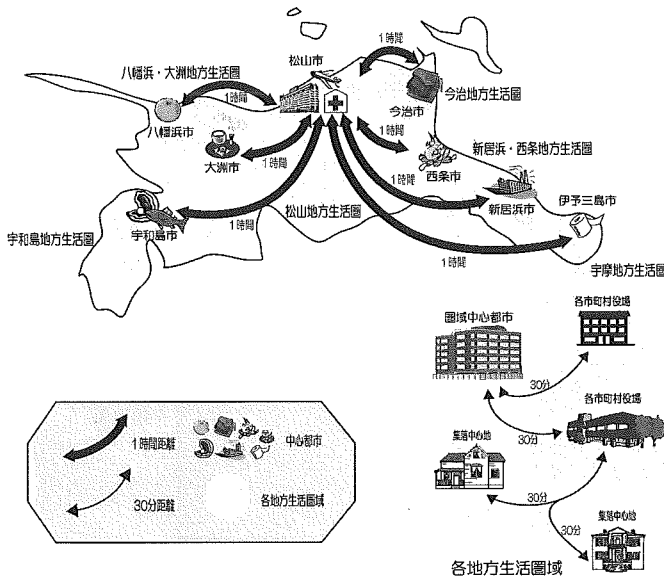 1時間
松山市
八幡浜・大洲地方生活圏
1時間
今治市
今治地方生活圏
八幡浜市
1時間
新居浜・西条地方生活圏
大洲市
1時間
西条市
1時間
新居浜市
伊予三島市
宇和島市
松山地方生活圏
1時間
宇和島地方生活圏
1時間
宇摩地方生活圏
各市町村役場
圏域中心都市
30分
各市町村役場
30分
集落中心地
30分
30分
集落中心地
各地方生活圏域
1時間距離
中心都市
30分距離
各地方生活圏域